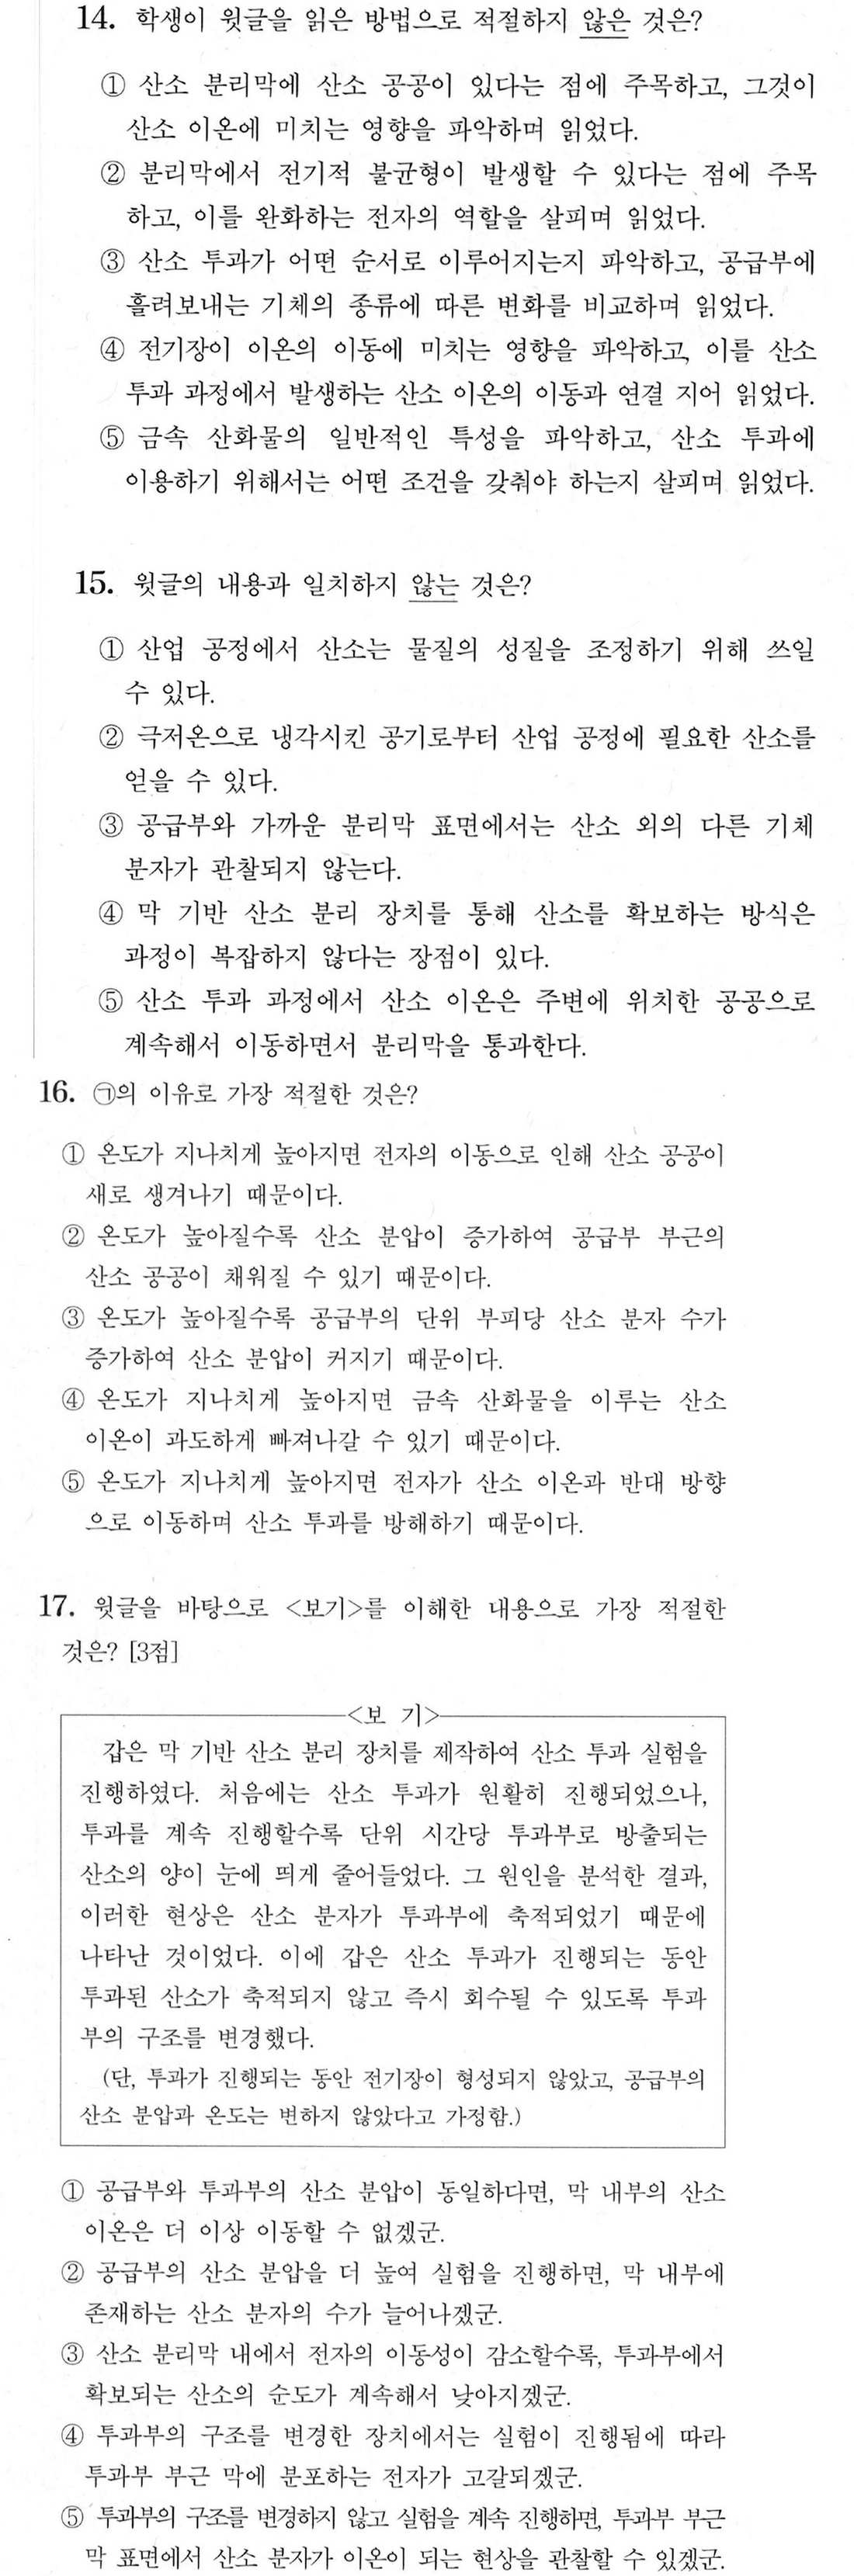 14. 학생이 윗글을 읽은 방법으로 적절하지 않은 것은?
① 산소 분리막에 산소 공공이 있다는 점에 주목하고, 그것이
산소 이온에 미치는 영향을 파악하며 읽었다.
② 분리막에서 전기적 불균형이 발생할 수 있다는 점에 주목
하고, 이를 완화하는 전자의 역할을 살피며 읽었다.
③ 산소 투과가 어떤 순서로 이루어지는지 파악하고, 공급부에
흘려보내는 기체의 종류에 따른 변화를 비교하며 읽었다.
④ 전기장이 이온의 이동에 미치는 영향을 파악하고, 이를 산소
투과 과정에서 발생하는 산소 이온의 이동과 연결 지어 읽었다.
⑤ 금속 산화물의 일반적인 특성을 파악하고, 산소 투과에
이용하기 위해서는 어떤 조건을 갖춰야 하는지 살피며 읽었다.
15. 윗글의 내용과 일치하지 않는 것은?
① 산업 공정에서 산소는 물질의 성질을 조정하기 위해 쓰일
수 있다.
② 극저온으로 냉각시킨 공기로부터 산업 공정에 필요한 산소를
얻을 수 있다.
③ 공급부와 가까운 분리막 표면에서는 산소 외의 다른 기체
분자가 관찰되지 않는다.
④ 막 기반 산소 분리 장치를 통해 산소를 확보하는 방식은
과정이 복잡하지 않다는 장점이 있다.
⑤ 산소 투과 과정에서 산소 이온은 주변에 위치한 공공으로
계속해서 이동하면서 분리막을 통과한다.
16. ㉠의 이유로 가장 적절한 것은?
① 온도가 지나치게 높아지면 전자의 이동으로 인해 산소 공공이
새로 생겨나기 때문이다.
② 온도가 높아질수록 산소 분압이 증가하여 공급부 부근의
산소 공공이 채워질 수 있기 때문이다.
③ 온도가 높아질수록 공급부의 단위 부피당 산소 분자 수가
증가하여 산소 분압이 커지기 때문이다.
④ 온도가 지나치게 높아지면 금속 산화물을 이루는 산소
이온이 과도하게 빠져나갈 수 있기 때문이다.
⑤ 온도가 지나치게 높아지면 전자가 산소 이온과 반대 방향
으로 이동하며 산소 투과를 방해하기 때문이다.
17. 윗글을 바탕으로 <보기>를 이해한 내용으로 가장 적절한
것은? [3점]
<보 기>
갑은 막 기반 산소 분리 장치를 제작하여 산소 투과 실험을
진행하였다. 처음에는 산소 투과가 원활히 진행되었으나,
투과를 계속 진행할수록 단위 시간당 투과부로 방출되는
산소의 양이 눈에 띄게 줄어들었다. 그 원인을 분석한 결과,
이러한 현상은 산소 분자가 투과부에 축적되었기 때문에
나타난 것이었다. 이에 갑은 산소 투과가 진행되는 동안
투과된 산소가 축적되지 않고 즉시 회수될 수 있도록 투과
부의 구조를 변경했다.
(단, 투과가 진행되는 동안 전기장이 형성되지 않았고, 공급부의
산소 분압과 온도는 변하지 않았다고 가정함.)
① 공급부와 투과부의 산소 분압이 동일하다면, 막 내부의 산소
이온은 더 이상 이동할 수 없겠군.
② 공급부의 산소 분압을 더 높여 실험을 진행하면, 막 내부에
존재하는 산소 분자의 수가 늘어나겠군.
③ 산소 분리막 내에서 전자의 이동성이 감소할수록, 투과부에서
확보되는 산소의 순도가 계속해서 낮아지겠군.
④ 투과부의 구조를 변경한 장치에서는 실험이 진행됨에 따라
투과부 부근 막에 분포하는 전자가 고갈되겠군.
⑤ 투과부의 구조를 변경하지 않고 실험을 계속 진행하면, 투과부 부근
막 표면에서 산소 분자가 이온이 되는 현상을 관찰할 수 있겠군.